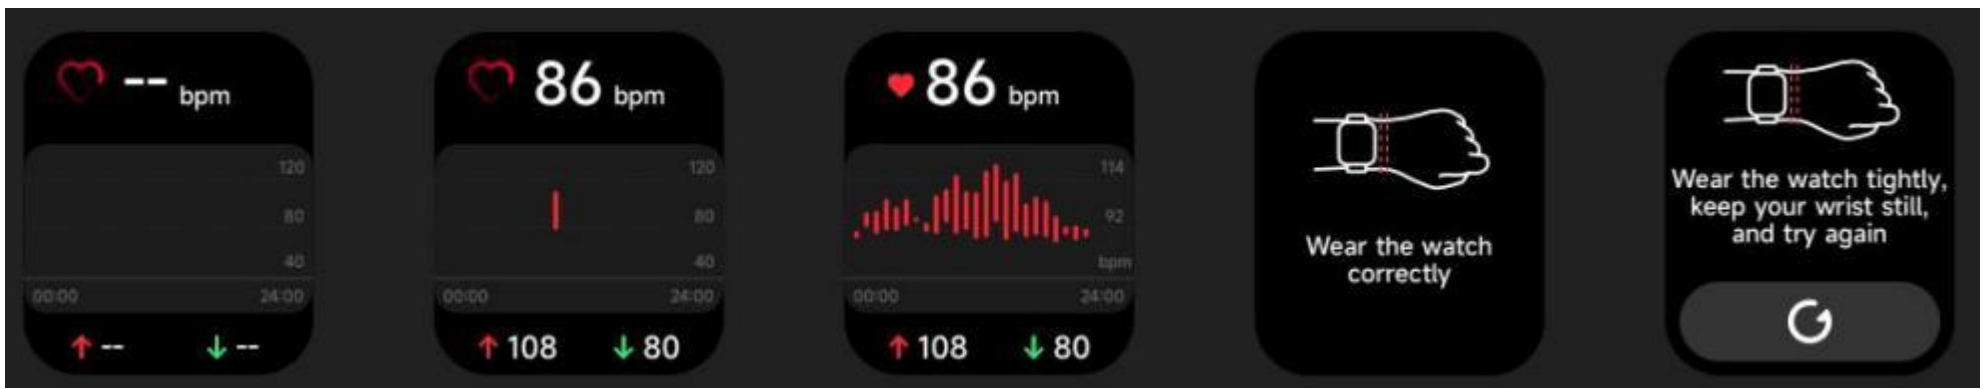 -- bpm
120
80
40
00:00 24:00
↑ -- ↓ --
86 bpm
120
80
40
00:00 24:00
↑ 108 ↓ 80
86 bpm
114
92
bpm
00:00 24:00
↑ 108 ↓ 80
Wear the watch
correctly
Wear the watch tightly,
keep your wrist still,
and try again